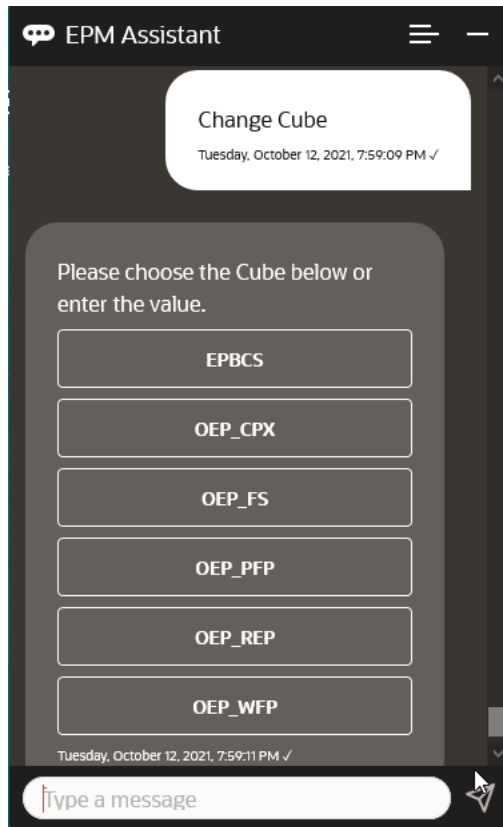 EPM Assistant
Change Cube
Tuesday, October 12, 2021, 7:59:09 PM ✓
Please choose the Cube below or
enter the value.
EPBCS
OEP_CPX
OEP_FS
OEP_PFP
OEP_REP
OEP_WFP
Tuesday, October 12, 2021, 7:59:11 PM ✓
Type a message